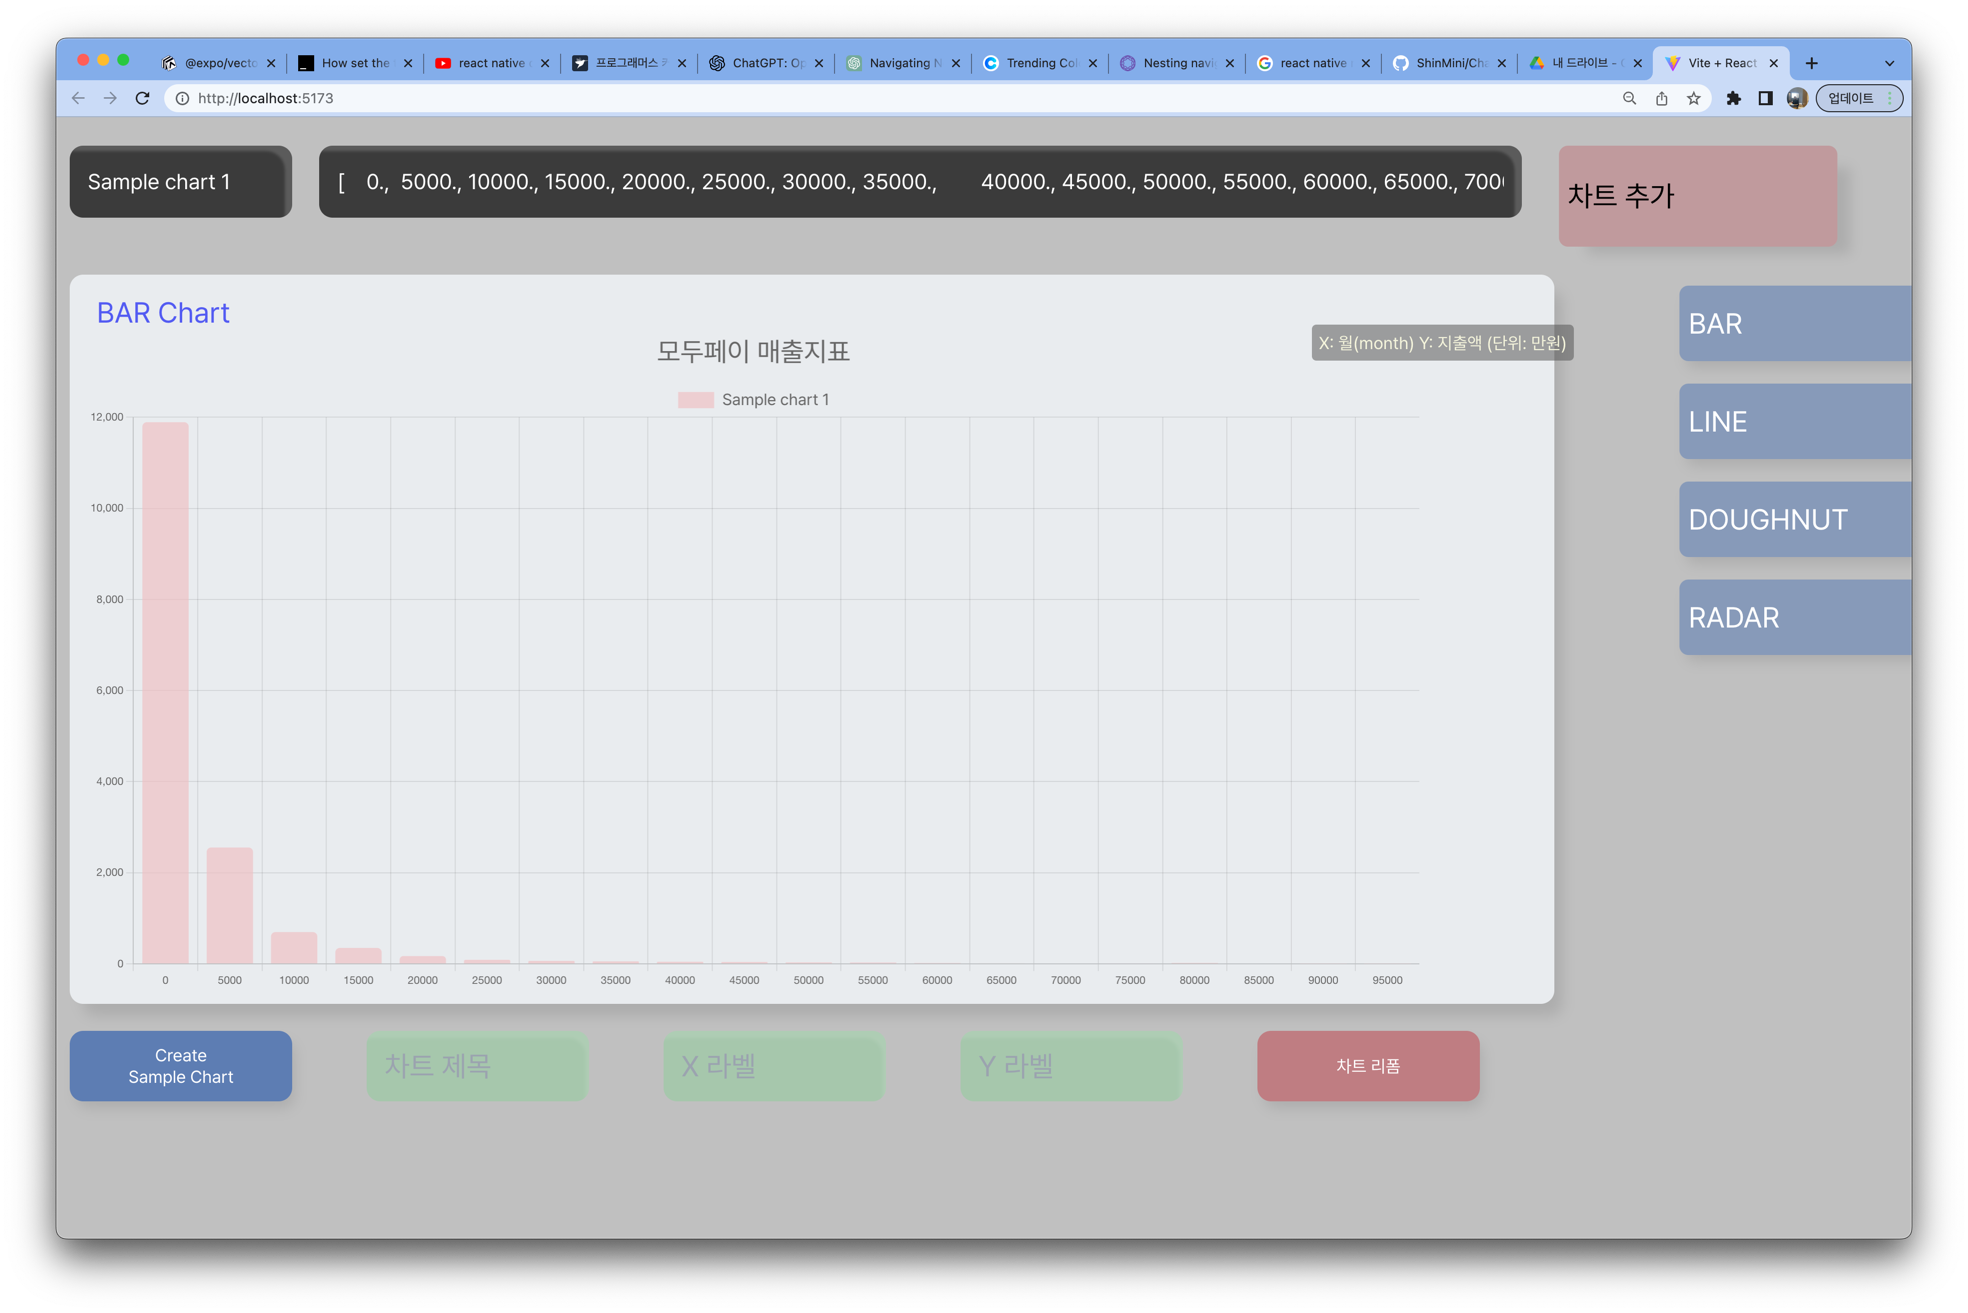 @expo/vecto
How set the
react native
프로그래머스
ChatGPT: Op
Navigating N
Trending Co
Nesting navi
react native
ShinMini/Cha
내 드라이브 -
Vite + React
http://localhost:5173
업데이트
Sample chart 1
[ 0., 5000., 10000., 15000., 20000., 25000., 30000., 35000., 40000., 45000., 50000., 55000., 60000., 65000., 700
차트 추가
BAR Chart
모두페이 매출지표
X: 월(month) Y: 지출액 (단위: 만원)
Sample chart 1
12,000
10,000
8,000
6,000
4,000
2,000
0
0 5000 10000 15000 20000 25000 30000 35000 40000 45000 50000 55000 60000 65000 70000 75000 80000 85000 90000 95000
BAR
LINE
DOUGHNUT
RADAR
Create
Sample Chart
차트 제목
X 라벨
Y 라벨
차트 리폼